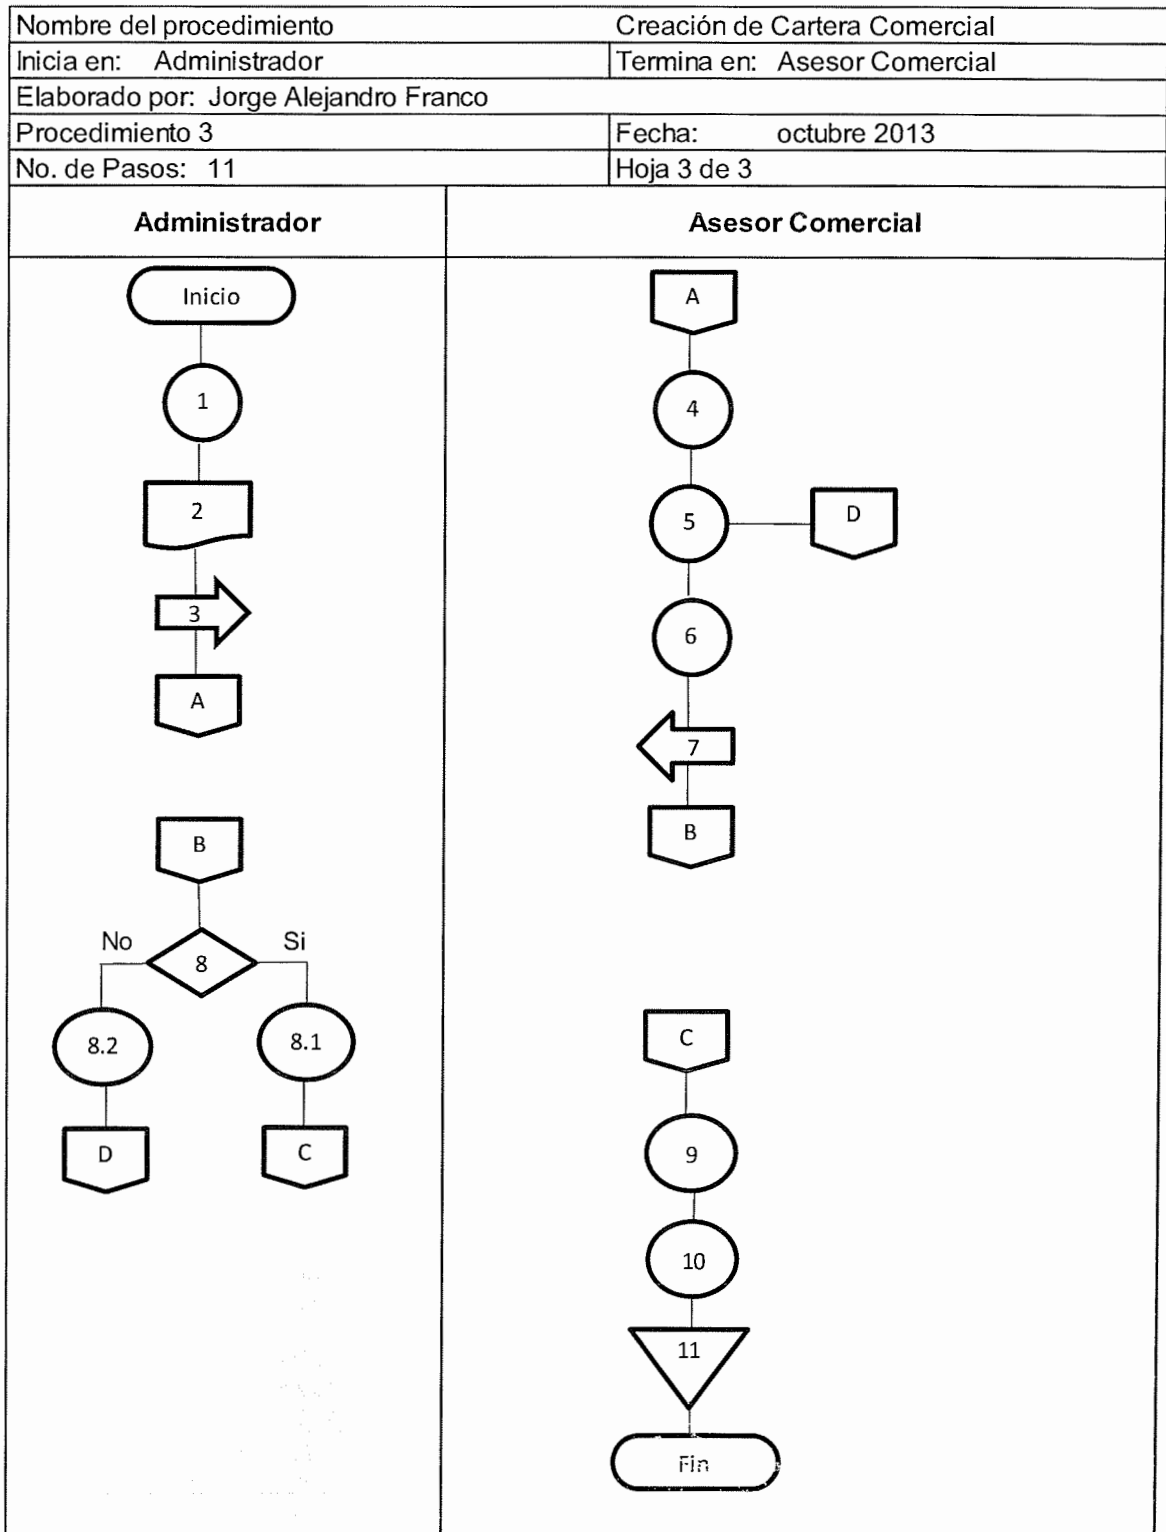 Nombre del procedimiento Creación de Cartera Comercial
Inicia en: Administrador Termina en: Asesor Comercial
Elaborado por: Jorge Alejandro Franco
Procedimiento 3 Fecha: octubre 2013
No. de Pasos: 11 Hoja 3 de 3
Administrador Asesor Comercial
Inicio
1
2
3
A
B
No Si
8
8.2 8.1
D C
A
4
5 D
6
7
B
C
9
10
11
Fin